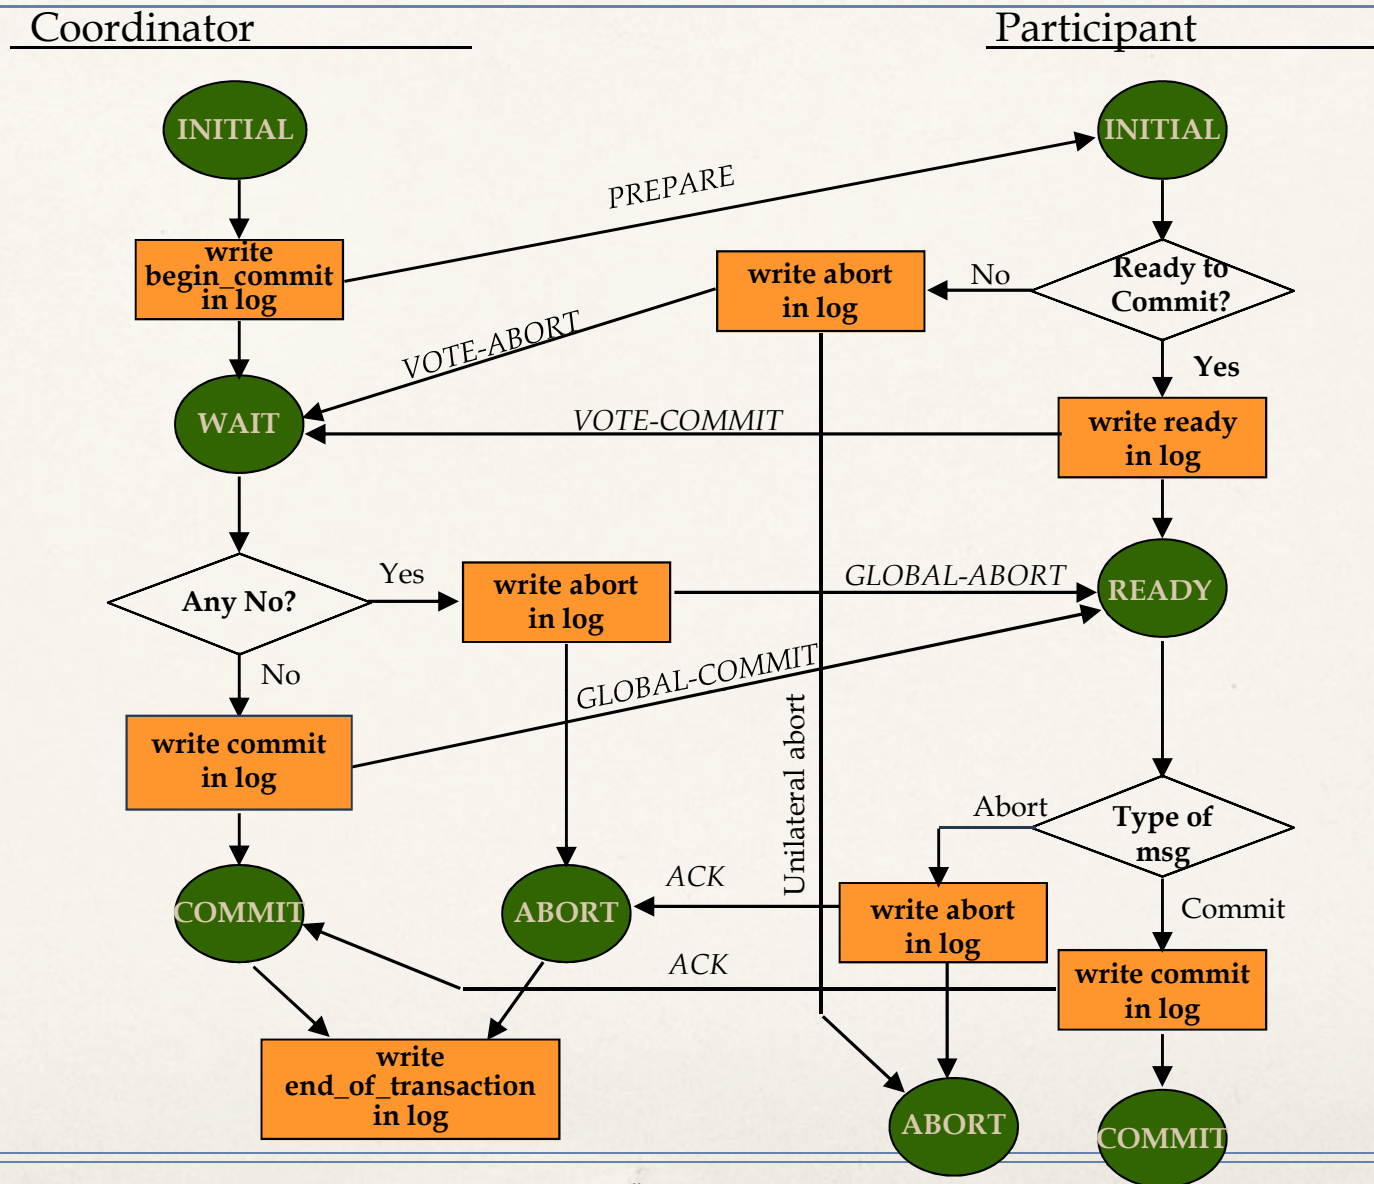 Coordinator
Participant
INITIAL
INITIAL
PREPARE
write
begin_commit
in log
write abort
in log
No
Ready to
Commit?
VOTE-ABORT
Yes
WAIT
VOTE-COMMIT
write ready
in log
Any No?
Yes
write abort
in log
GLOBAL-ABORT
READY
No
GLOBAL-COMMIT
write commit
in log
Unilateral abort
Abort
Type of
msg
COMMIT
ABORT
ACK
write abort
in log
Commit
ACK
write commit
in log
write
end_of_transaction
in log
ABORT
COMMIT